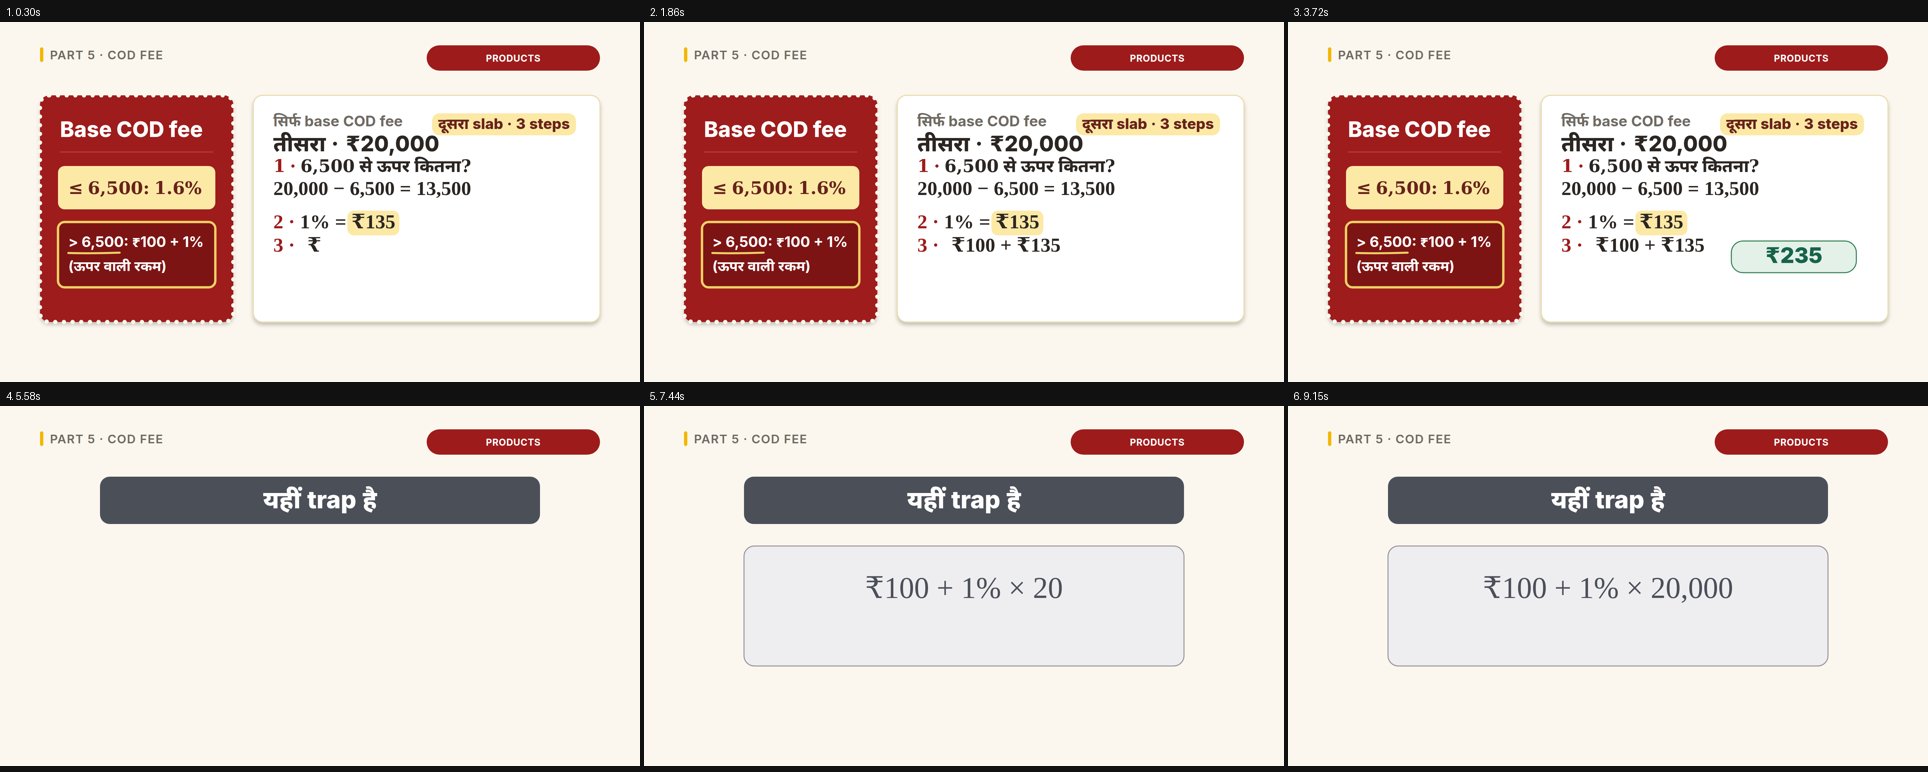 1. 0.30s
PART 5 · COD FEE
PRODUCTS
Base COD fee
≤ 6,500: 1.6%
> 6,500: ₹100 + 1%
(ऊपर वाली रकम)
सिर्फ base COD fee
दूसरा slab · 3 steps
तीसरा · ₹20,000
1 · 6,500 से ऊपर कितना?
20,000 − 6,500 = 13,500
2 · 1% = ₹135
3 · ₹
2. 1.86s
PART 5 · COD FEE
PRODUCTS
Base COD fee
≤ 6,500: 1.6%
> 6,500: ₹100 + 1%
(ऊपर वाली रकम)
सिर्फ base COD fee
दूसरा slab · 3 steps
तीसरा · ₹20,000
1 · 6,500 से ऊपर कितना?
20,000 − 6,500 = 13,500
2 · 1% = ₹135
3 · ₹100 + ₹135
3. 3.72s
PART 5 · COD FEE
PRODUCTS
Base COD fee
≤ 6,500: 1.6%
> 6,500: ₹100 + 1%
(ऊपर वाली रकम)
सिर्फ base COD fee
दूसरा slab · 3 steps
तीसरा · ₹20,000
1 · 6,500 से ऊपर कितना?
20,000 − 6,500 = 13,500
2 · 1% = ₹135
3 · ₹100 + ₹135
₹235
4. 5.58s
PART 5 · COD FEE
PRODUCTS
यहीं trap है
5. 7.44s
PART 5 · COD FEE
PRODUCTS
यहीं trap है
₹100 + 1% × 20
6. 9.15s
PART 5 · COD FEE
PRODUCTS
यहीं trap है
₹100 + 1% × 20,000